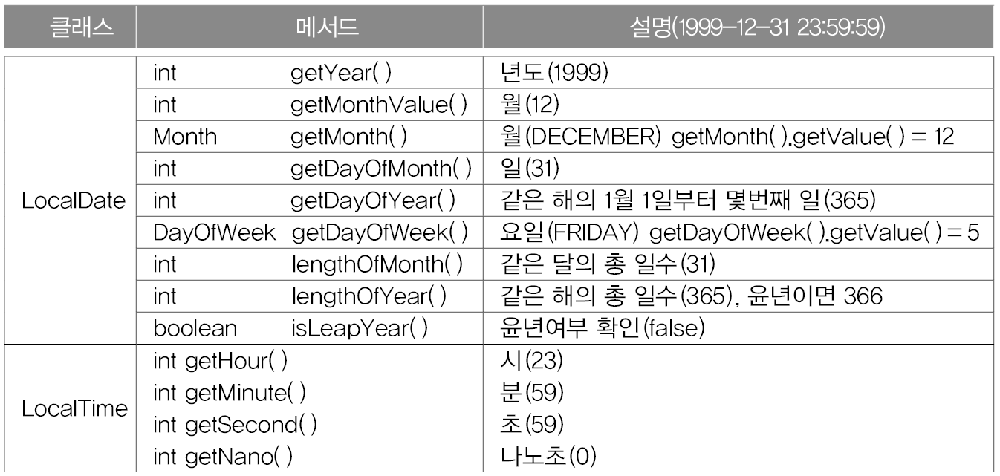 클래스 메서드 설명(1999-12-31 23:59:59)
LocalDate
int getYear( ) 년도(1999)
int getMonthValue( ) 월(12)
Month getMonth( ) 월(DECEMBER) getMonth( ).getValue( ) = 12
int getDayOfMonth( ) 일(31)
int getDayOfYear( ) 같은 해의 1월 1일부터 몇번째 일(365)
DayOfWeek getDayOfWeek( ) 요일(FRIDAY) getDayOfWeek( ).getValue( ) = 5
int lengthOfMonth( ) 같은 달의 총 일수(31)
int lengthOfYear( ) 같은 해의 총 일수(365), 윤년이면 366
boolean isLeapYear( ) 윤년여부 확인(false)
LocalTime
int getHour( ) 시(23)
int getMinute( ) 분(59)
int getSecond( ) 초(59)
int getNano( ) 나노초(0)